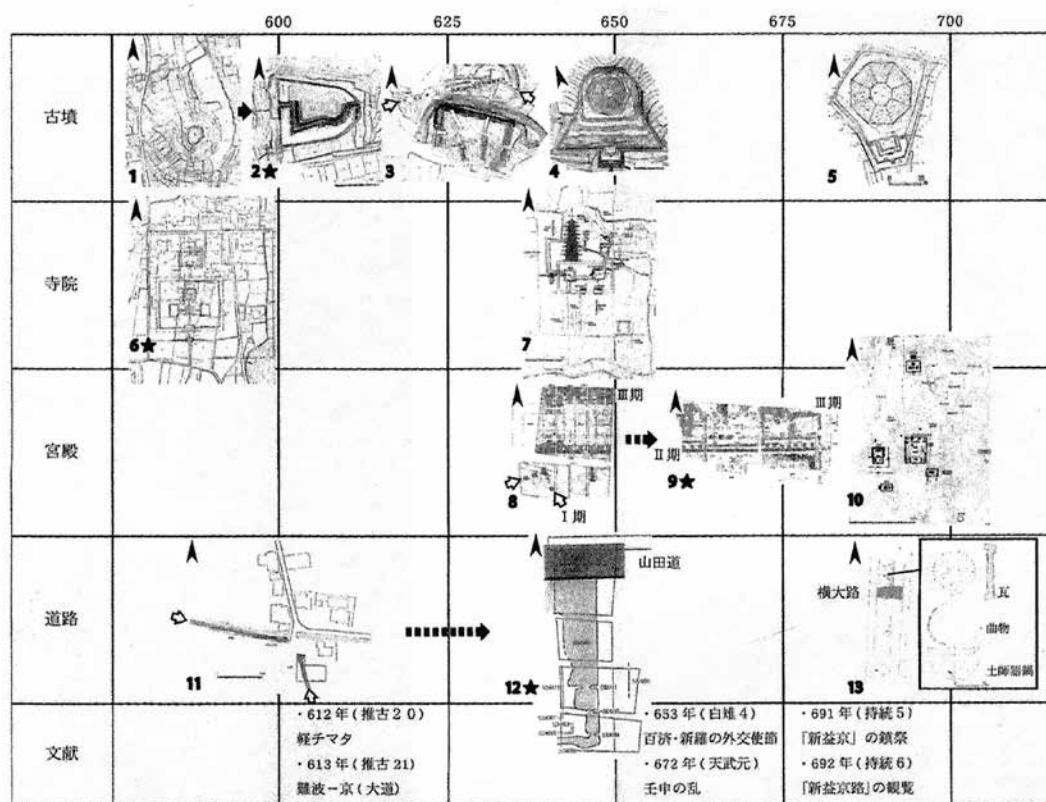 600 625 650 675 700
古墳
1
2★
3
4
5
寺院
6★
7
宮殿
Ⅲ期
8
Ⅰ期
Ⅱ期
Ⅲ期
9★
10
道路
11
山田道
12★
横大路
13
瓦
曲物
土師器鍋
文献
・612年(推古20)
軽チマタ
・613年(推古21)
難波ー京(大道)
・653年(白雉4)
百済・新羅の外交使節
・672年(天武元)
壬申の乱
・691年(持統5)
『新益京』の鎮祭
・692年(持統6)
『新益京路』の観覧